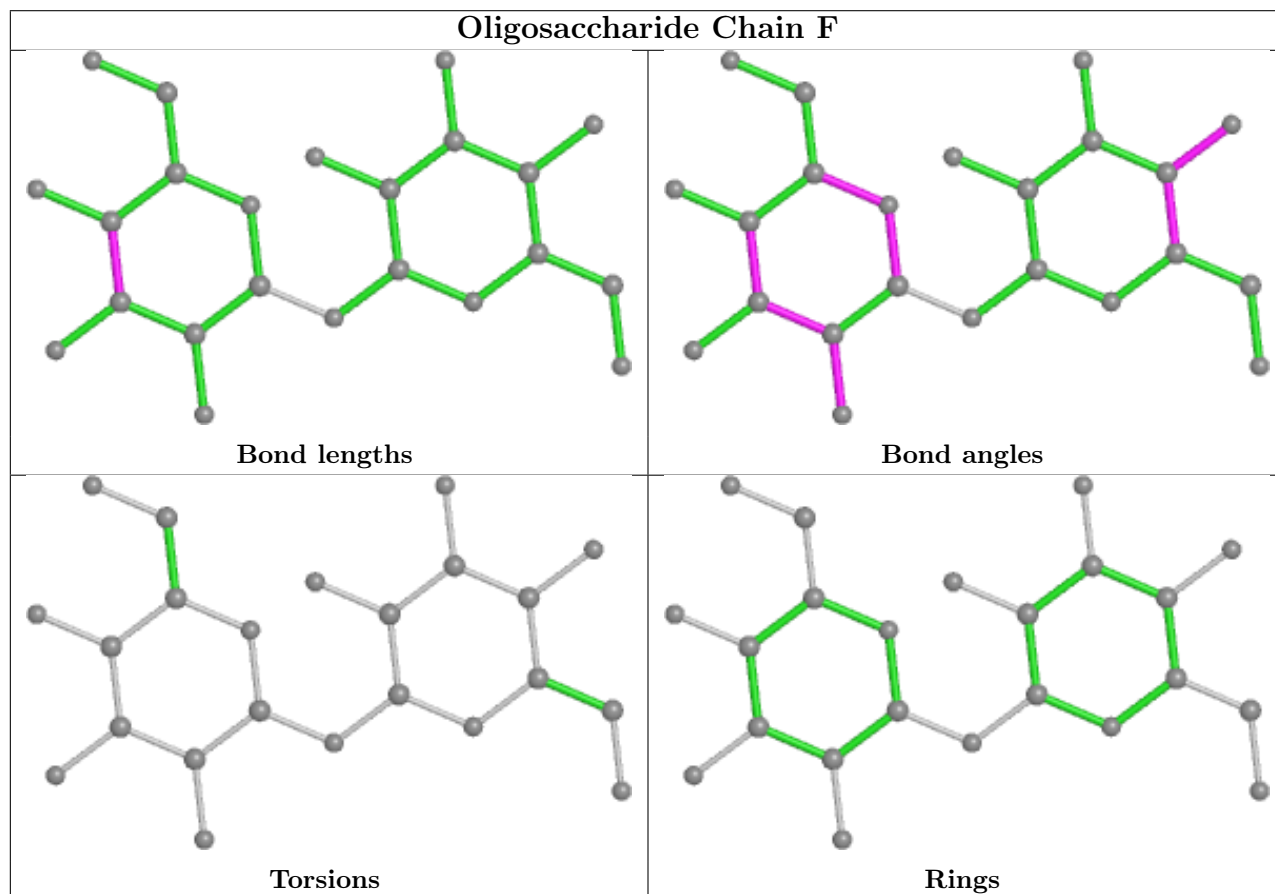 Oligosaccharide Chain F
Bond lengths
Bond angles
Torsions
Rings